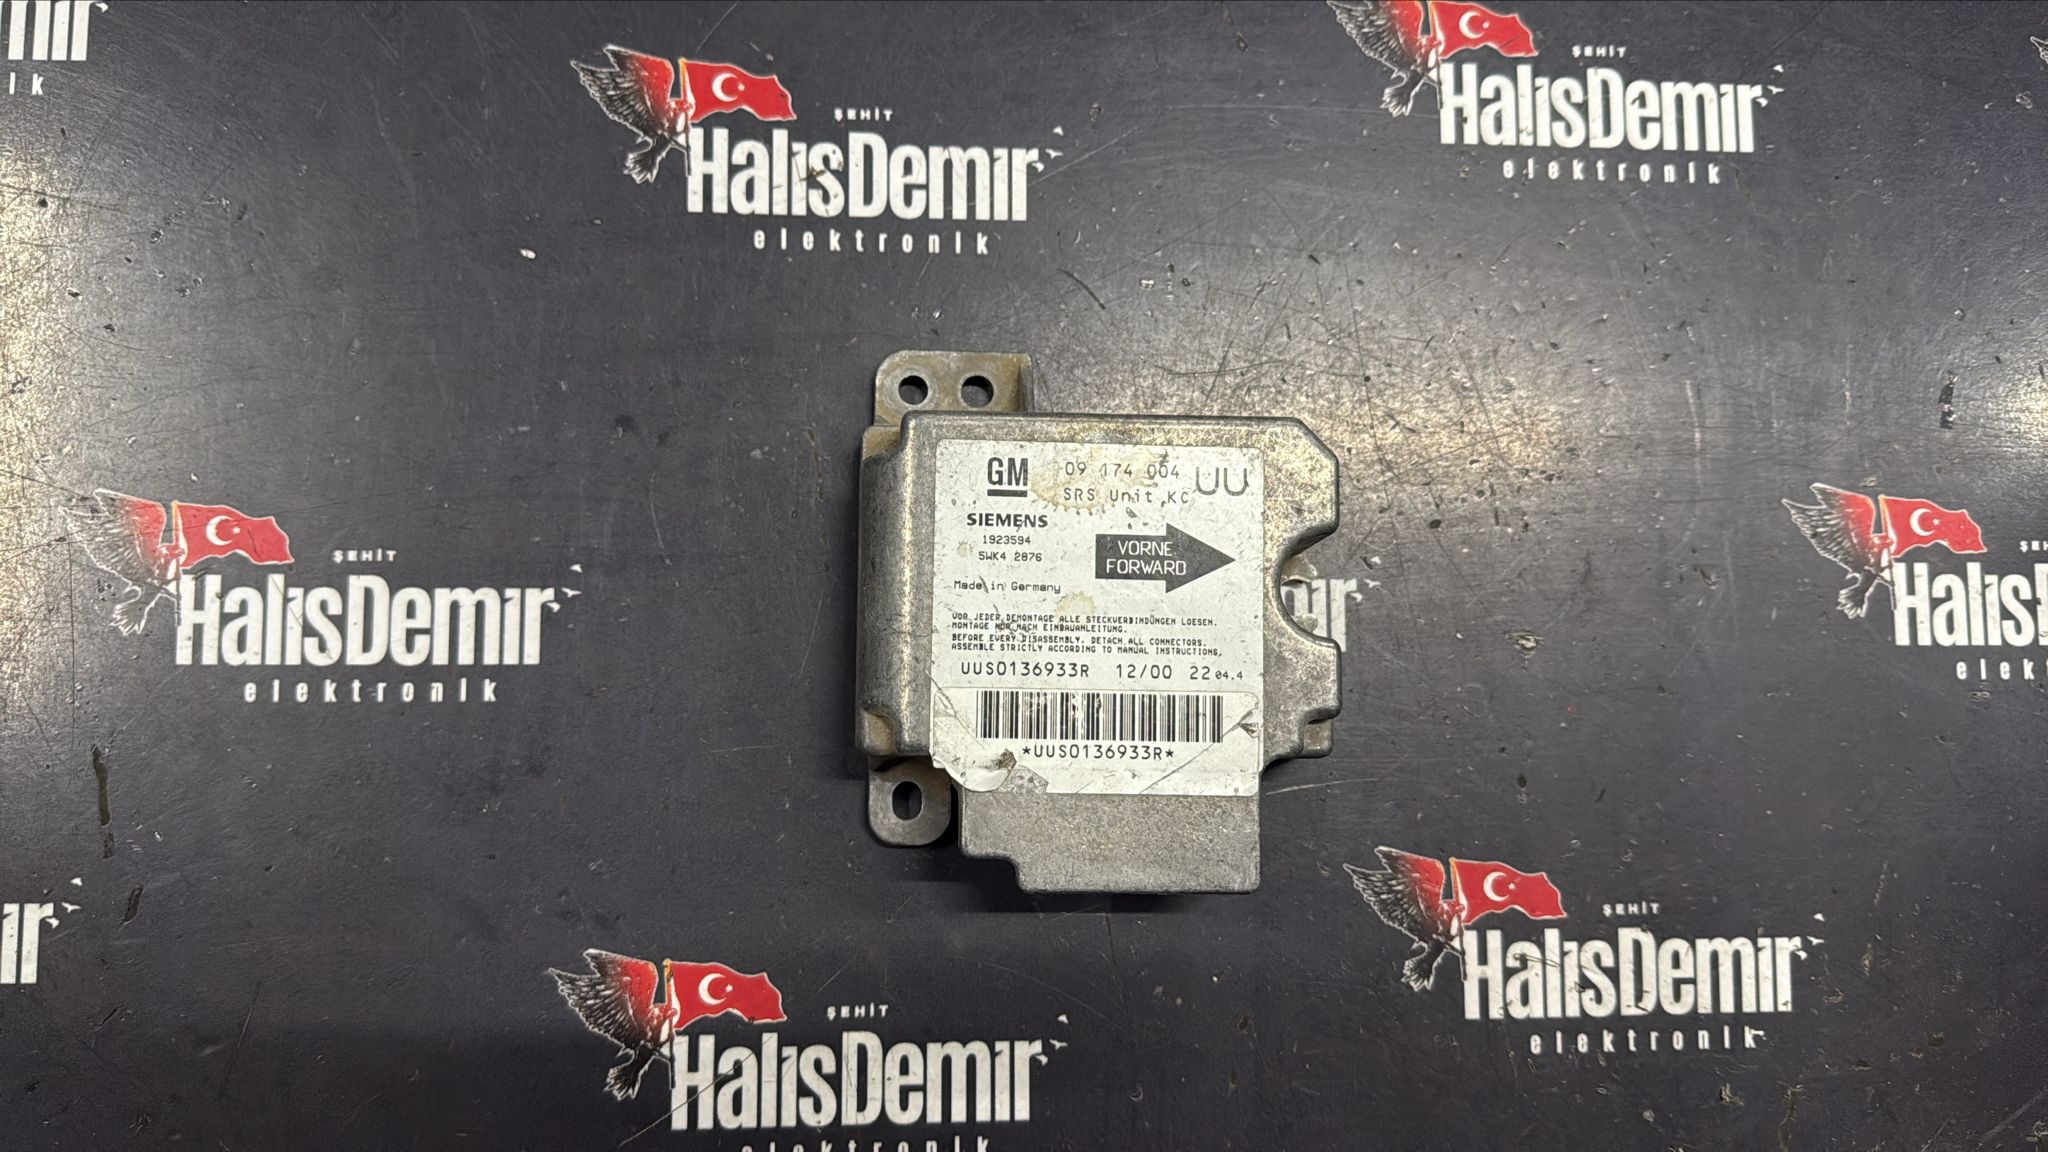 ŞEHİT
HalısDemır
elektronik
ŞEHİT
HalısDemır
elektronik
GM
09 174 004 UU
SRS Unit KC
SIEMENS
1923594
5WK4 2876
VORNE
FORWARD
Made in Germany
VOR JEDER DEMONTAGE ALLE STECKVERBINDUNGEN LOESEN.
MONTAGE NUR NACH EINBAUANLEITUNG.
BEFORE EVERY DISASSEMBLY, DETACH ALL CONNECTORS.
ASSEMBLE STRICTLY ACCORDING TO MANUAL INSTRUCTIONS.
UUS0136933R 12/00 22 04.4
*UUS0136933R*
ŞEHİT
HalısDemır
elektronik
ŞEHİT
HalısDemır
elektronik
ŞEHİT
HalısDemır
elektronik